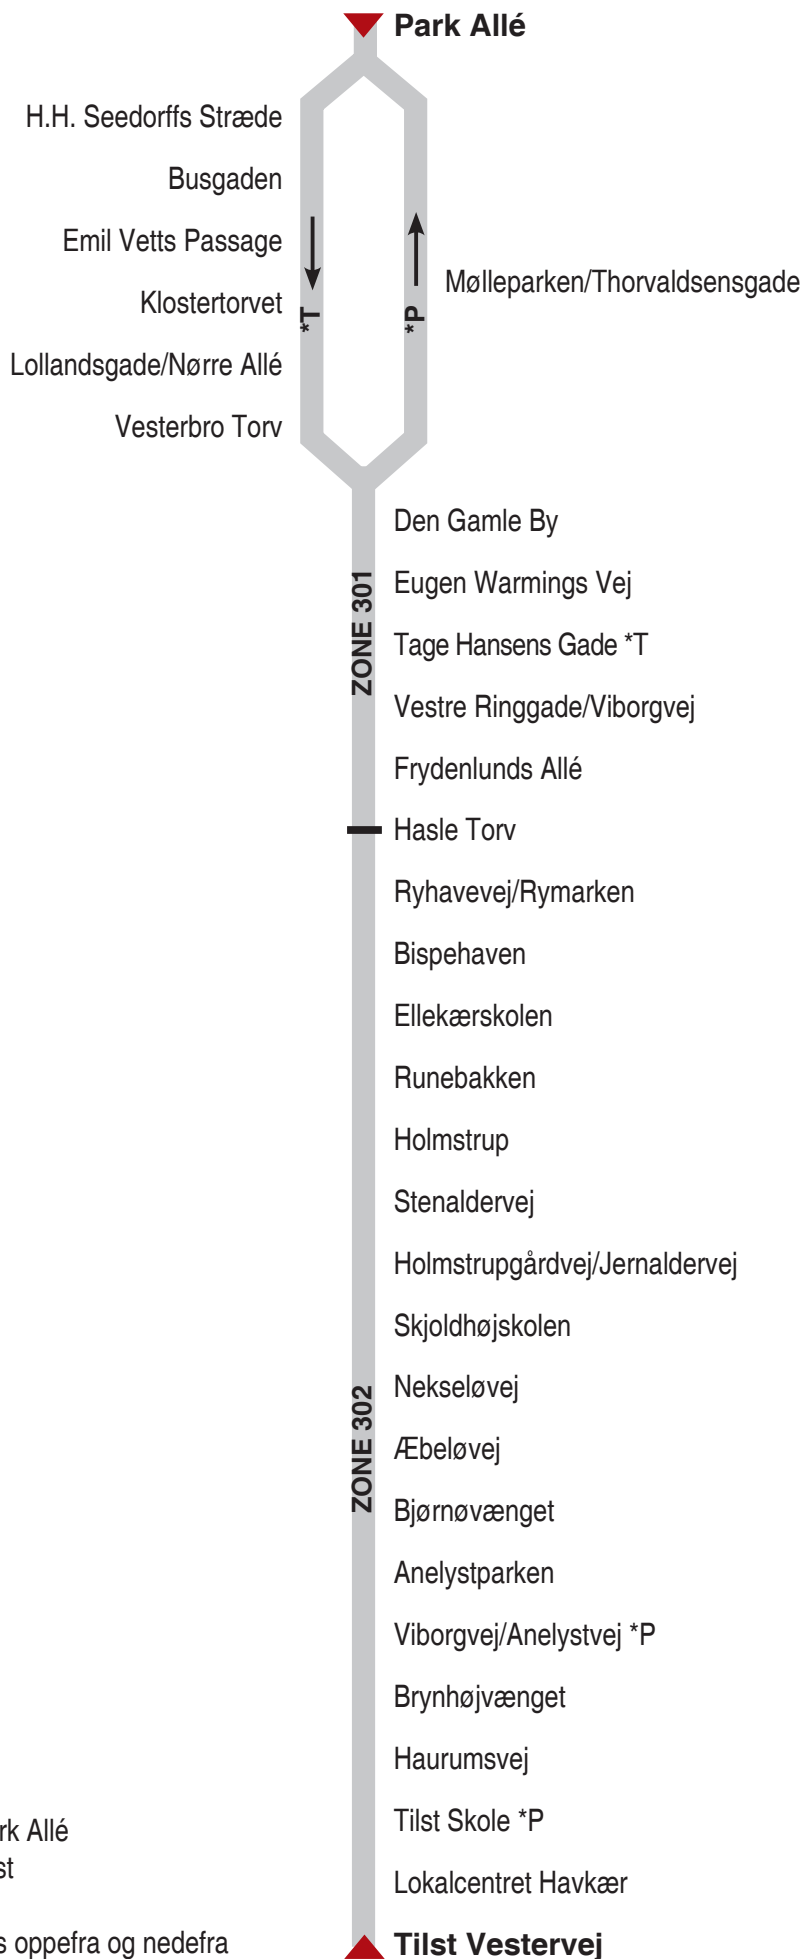 Park Allé
H.H. Seedorffs Stræde
Busgaden
Emil Vetts Passage
Klostertorvet
Lollandsgade/Nørre Allé
Vesterbro Torv
*T
*P
Mølleparken/Thorvaldsensgade
Den Gamle By
Eugen Warmings Vej
Tage Hansens Gade *T
Vestre Ringgade/Viborgvej
Frydenlunds Allé
ZONE 301
Hasle Torv
Ryhavevej/Rymarken
Bispehaven
Ellekærskolen
Runebakken
Holmstrup
Stenaldervej
Holmstrupgårdvej/Jernaldervej
Skjoldhøjskolen
Nekseløvej
Æbeløvej
Bjørnøvænget
Anelystparken
Viborgvej/Anelystvej *P
Brynhøjvænget
Haurumsvej
Tilst Skole *P
Lokalcentret Havkær
ZONE 302
Tilst Vestervej
Allé
oppefra og nedefra